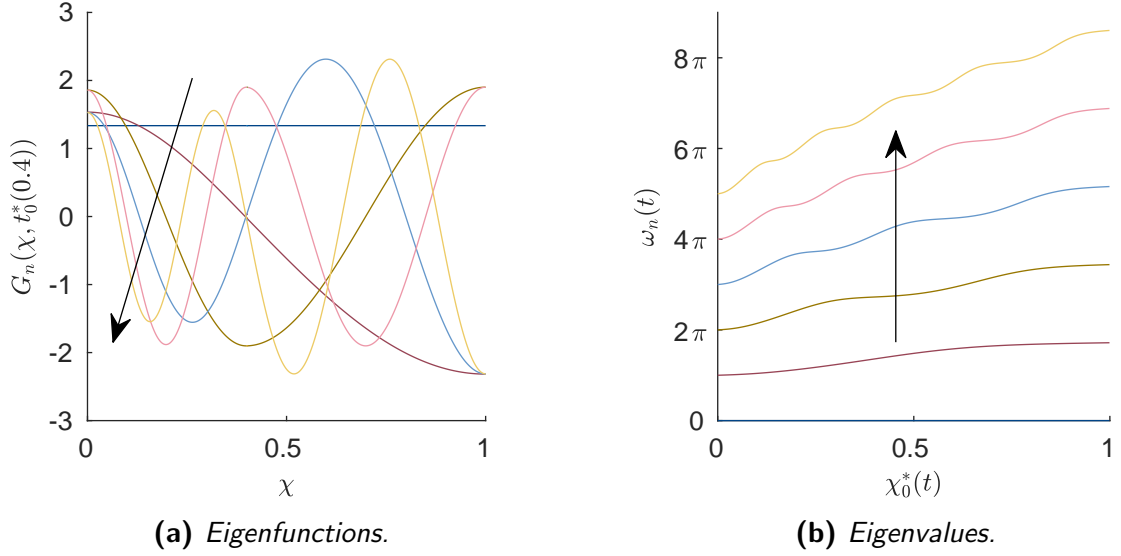 3
2
1
0
-1
-2
-3
G_n(χ, t_0^*(0.4))
0
0.5
1
χ
(a) Eigenfunctions.
8π
6π
4π
2π
0
ω_n(t)
0
0.5
1
χ_0^*(t)
(b) Eigenvalues.